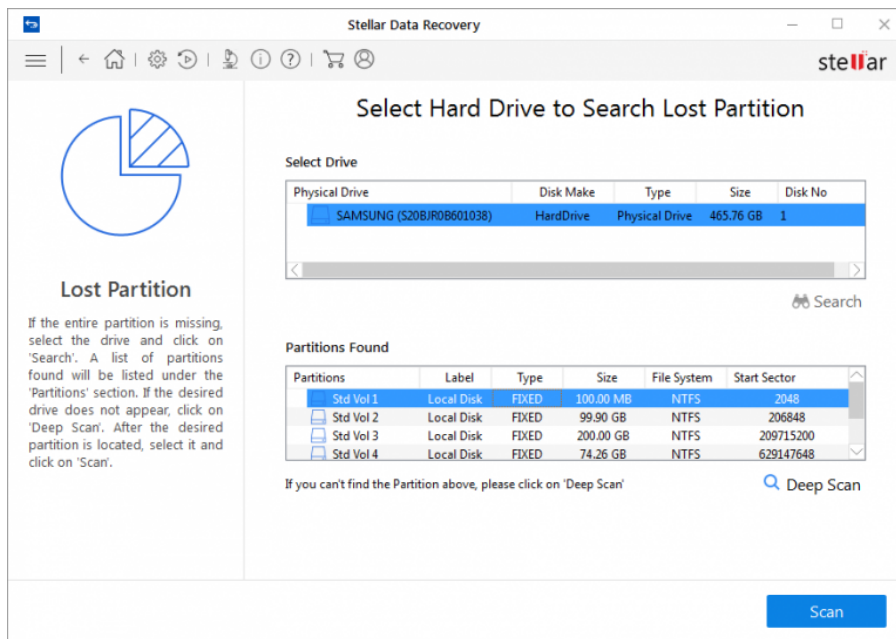 Stellar Data Recovery
stellar
Select Hard Drive to Search Lost Partition
Select Drive
Physical Drive Disk Make Type Size Disk No
SAMSUNG (S20BJR0B601038) HardDrive Physical Drive 465.76 GB 1
Search
Lost Partition
If the entire partition is missing,
select the drive and click on
'Search'. A list of partitions
found will be listed under the
'Partitions' section. If the desired
drive does not appear, click on
'Deep Scan'. After the desired
partition is located, select it and
click on 'Scan'.
Partitions Found
Partitions Label Type Size File System Start Sector
Std Vol 1 Local Disk FIXED 100.00 MB NTFS 2048
Std Vol 2 Local Disk FIXED 99.90 GB NTFS 206848
Std Vol 3 Local Disk FIXED 200.00 GB NTFS 209715200
Std Vol 4 Local Disk FIXED 74.26 GB NTFS 629147648
If you can't find the Partition above, please click on 'Deep Scan'
Deep Scan
Scan